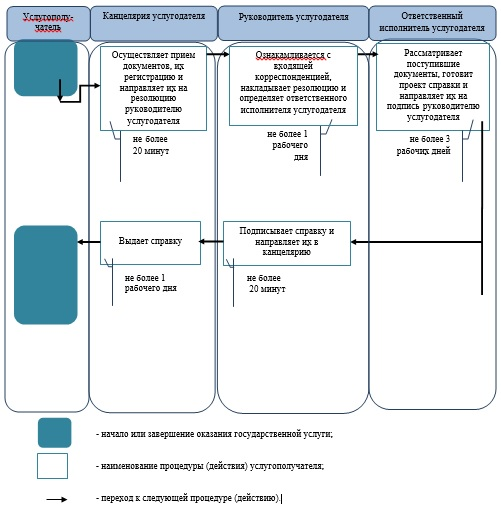 Услугополу-
чатель
Канцелярия услугодателя
Руководитель услугодателя
Ответственный
исполнитель услугодателя
Осуществляет прием
документов, их
регистрацию и
направляет их на
резолюцию
руководителю
услугодателя
Ознакамливается с
входящей
корреспонденцией,
накладывает резолюцию и
определяет ответственного
исполнителя услугодателя
Рассматривает
поступившие
документы, готовит
проект справки и
направляет их на
подпись руководителю
услугодателя
не более
20 минут
не более 1
рабочего
дня
не более 3
рабочих дней
Выдает справку
Подписывает справку и
направляет их в
канцелярию
не более 1
рабочего дня
не более
20 минут
- начало или завершение оказания государственной услуги;
- наименование процедуры (действия) услугополучателя;
- переход к следующей процедуре (действию).